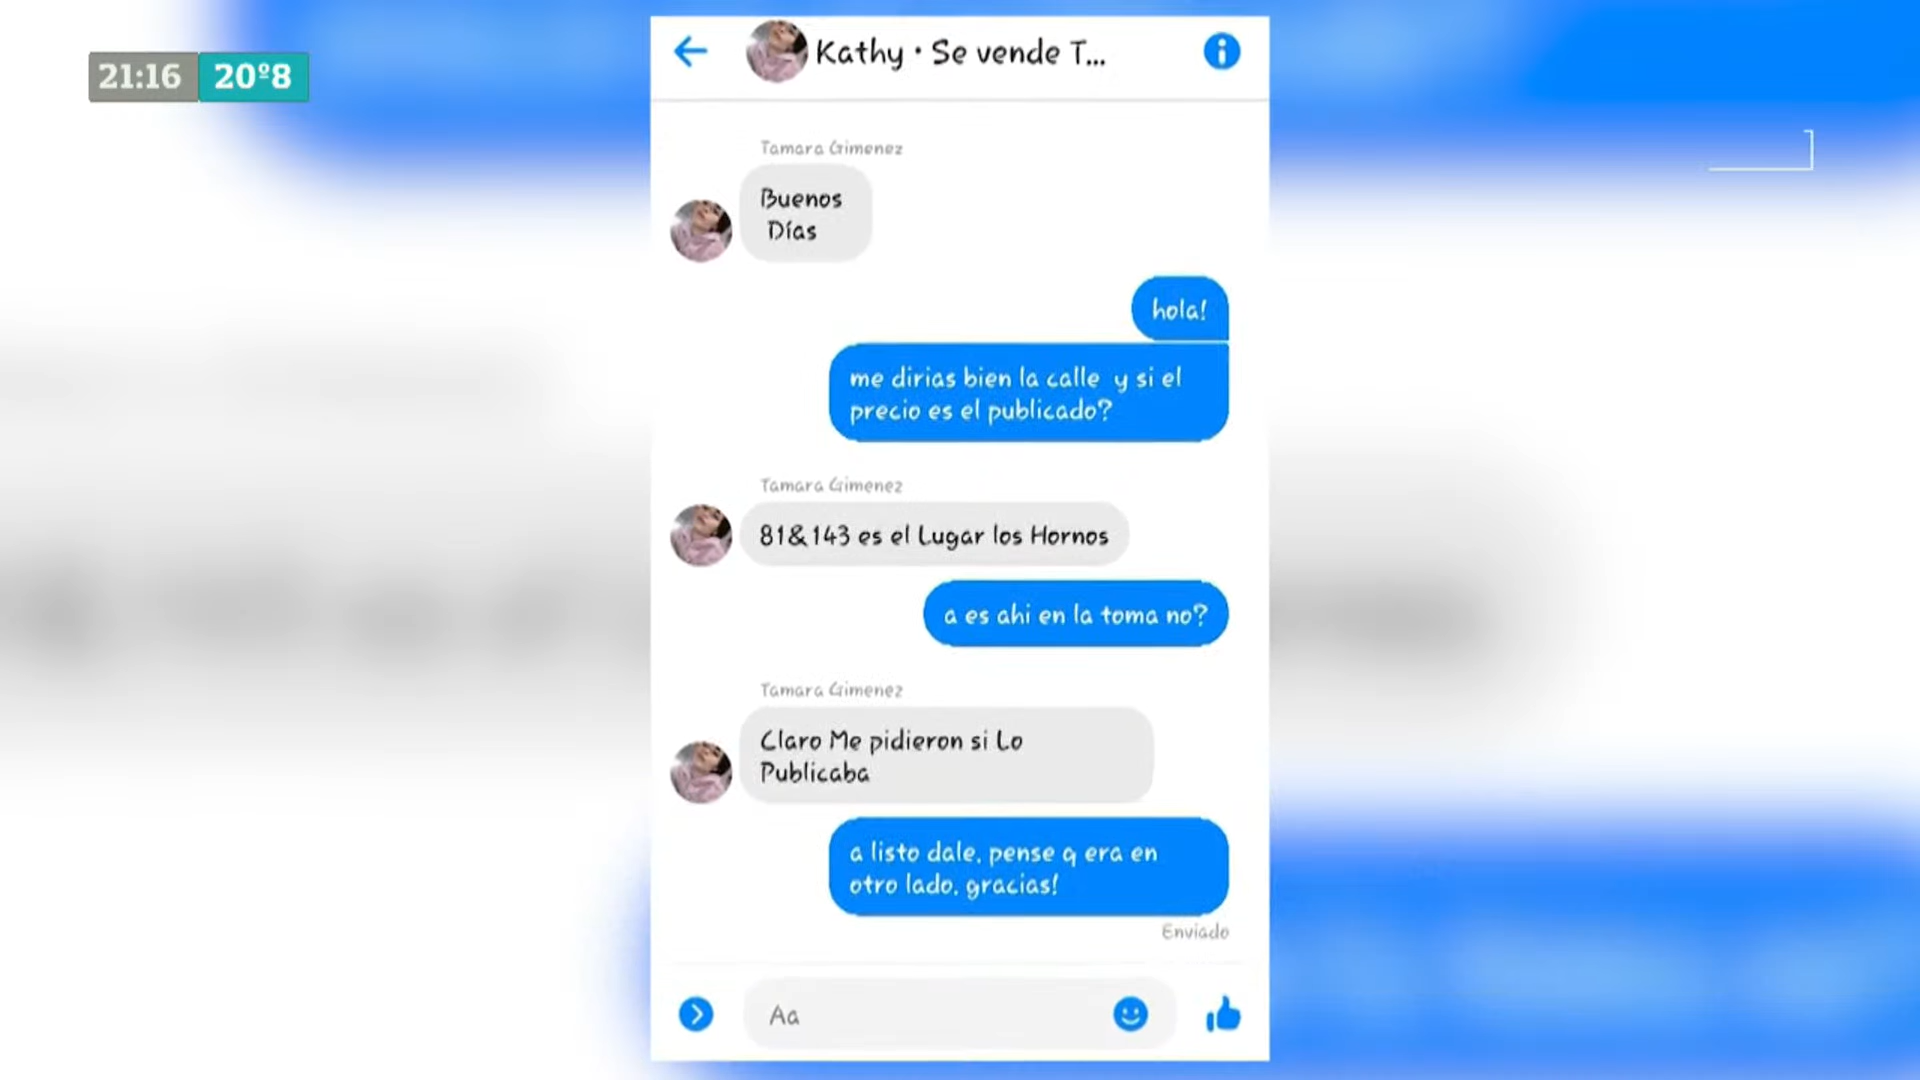 21:16 20º8
Kathy • Se vende T...
Tamara Gimenez
Buenos
Días
hola!
me dirias bien la calle y si el
precio es el publicado?
Tamara Gimenez
81&143 es el Lugar los Hornos
a es ahi en la toma no?
Tamara Gimenez
Claro Me pidieron si Lo
Publicaba
a listo dale, pense q era en
otro lado, gracias!
Enviado
Aa